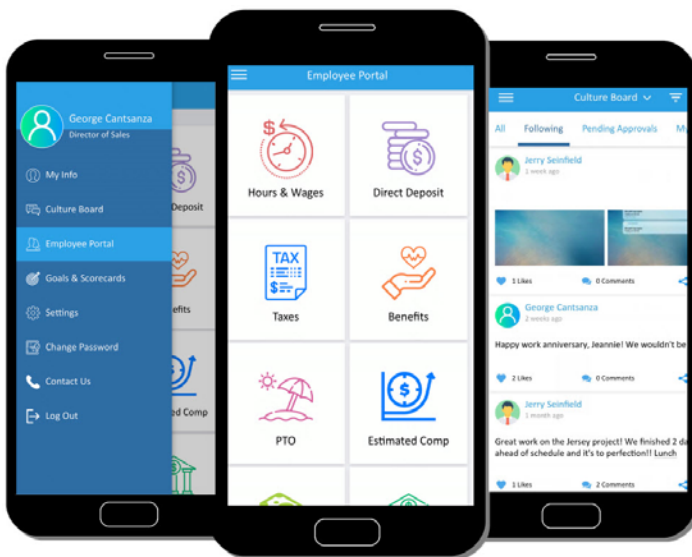 George Cantsanza
Director of Sales
My Info
Culture Board
Employee Portal
Goals & Scorecards
Settings
Change Password
Contact Us
Log Out
Deposit
efits
ed Comp
Employee Portal
$
Hours & Wages
$
Direct Deposit
TAX
$
Taxes
Benefits
PTO
$
Estimated Comp
Culture Board
All Following Pending Approvals
Jerry Seinfield
1 week ago
1 Likes 0 Comments
George Cantsanza
2 weeks ago
Happy work anniversary, Jeannie! We wouldn't be
2 Likes 0 Comments
Jerry Seinfield
1 month ago
Great work on the Jersey project! We finished 2 da
ahead of schedule and it's to perfection!! Lunch
1 Likes 2 Comments